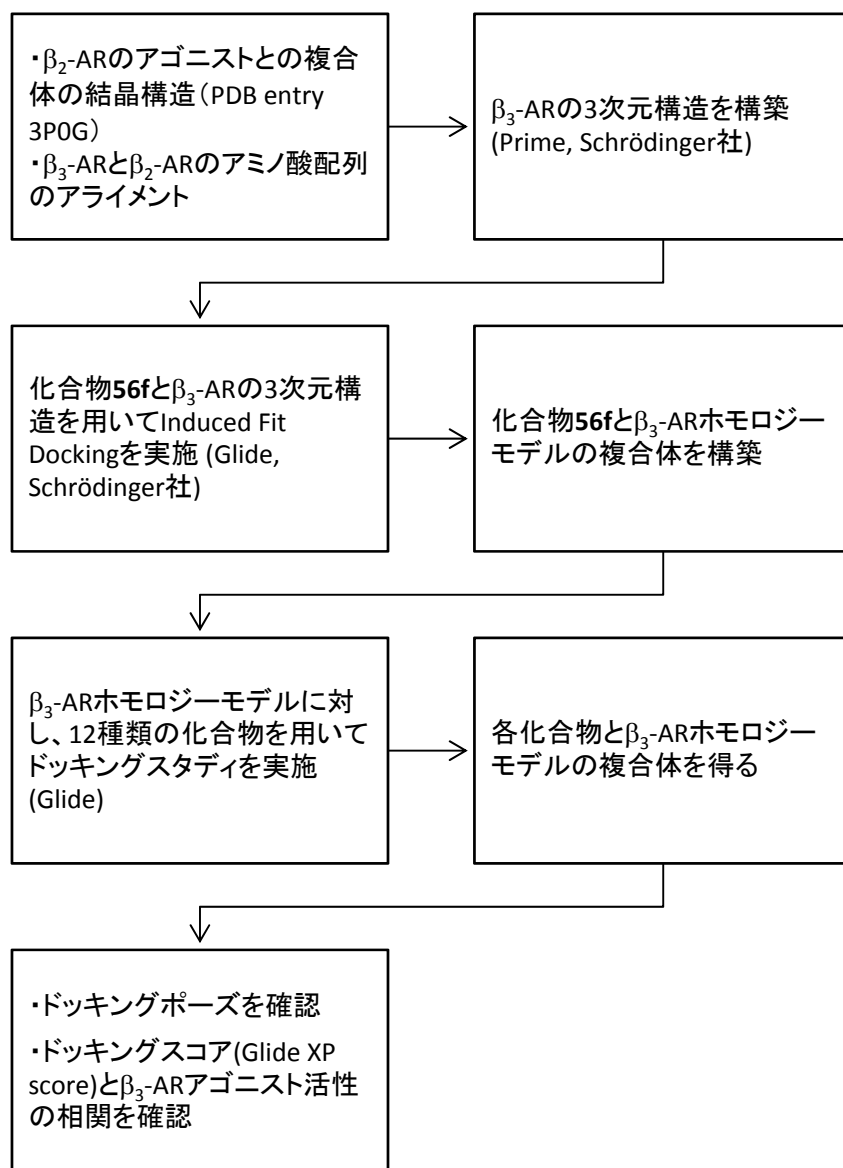 ・β₂-ARのアゴニストとの複合
体の結晶構造（PDB entry
3P0G）
・β₃-ARとβ₂-ARのアミノ酸配列
のアライメント
β₃-ARの3次元構造を構築
(Prime, Schrödinger社)
化合物56fとβ₃-ARの3次元構
造を用いてInduced Fit
Dockingを実施 (Glide,
Schrödinger社)
化合物56fとβ₃-ARホモロジー
モデルの複合体を構築
β₃-ARホモロジーモデルに対
し、12種類の化合物を用いて
ドッキングスタディを実施
(Glide)
各化合物とβ₃-ARホモロジー
モデルの複合体を得る
・ドッキングポーズを確認
・ドッキングスコア(Glide XP
score)とβ₃-ARアゴニスト活性
の相関を確認